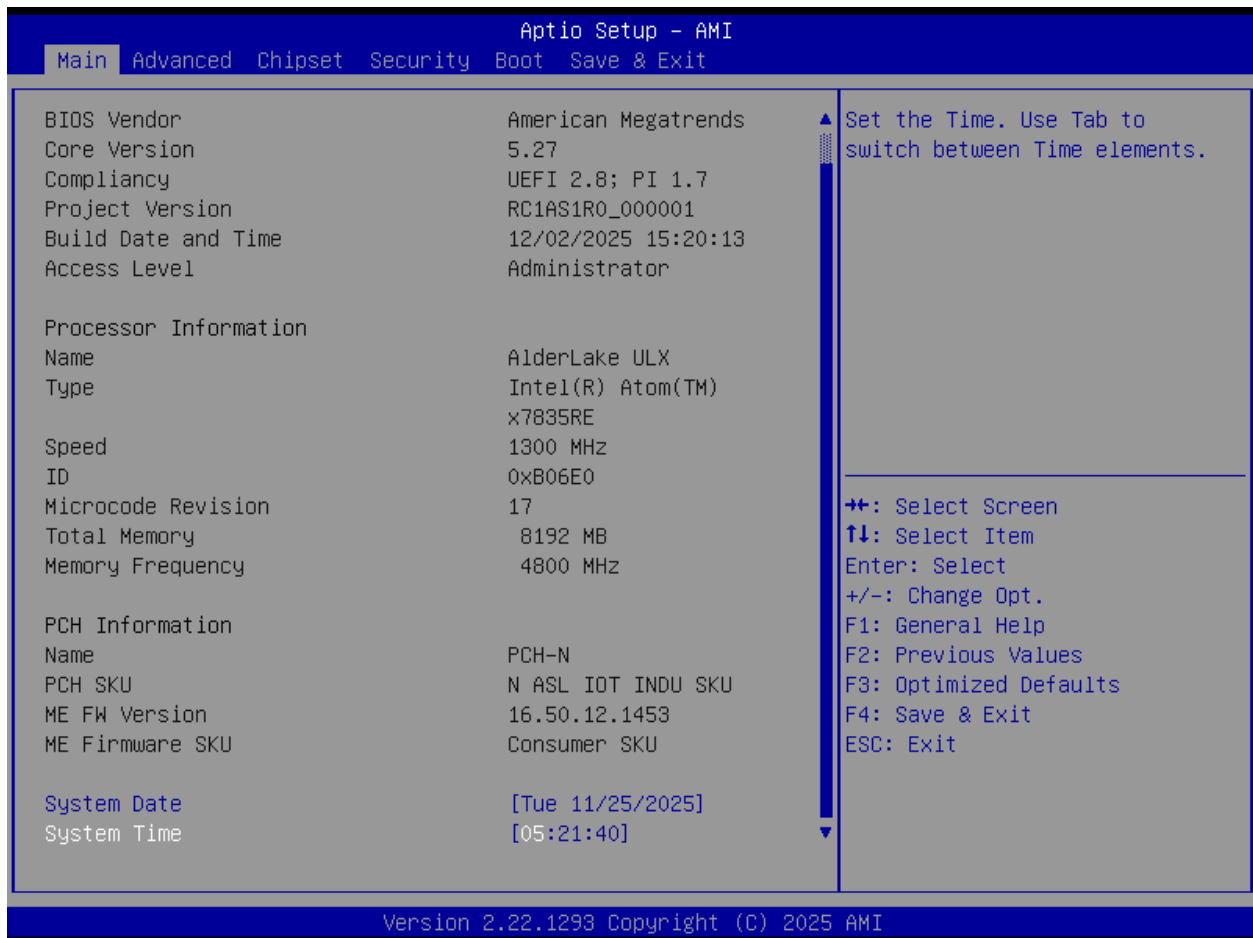 Aptio Setup – AMI
Main Advanced Chipset Security Boot Save & Exit
BIOS Vendor American Megatrends
Core Version 5.27
Compliancy UEFI 2.8; PI 1.7
Project Version RC1AS1R0_000001
Build Date and Time 12/02/2025 15:20:13
Access Level Administrator
Processor Information
Name AlderLake ULX
Type Intel(R) Atom(TM)
x7835RE
Speed 1300 MHz
ID 0xB06E0
Microcode Revision 17
Total Memory 8192 MB
Memory Frequency 4800 MHz
PCH Information
Name PCH-N
PCH SKU N ASL IOT INDU SKU
ME FW Version 16.50.12.1453
ME Firmware SKU Consumer SKU
System Date [Tue 11/25/2025]
System Time [05:21:40]
Set the Time. Use Tab to
switch between Time elements.
→←: Select Screen
↑↓: Select Item
Enter: Select
+/-: Change Opt.
F1: General Help
F2: Previous Values
F3: Optimized Defaults
F4: Save & Exit
ESC: Exit
Version 2.22.1293 Copyright (C) 2025 AMI